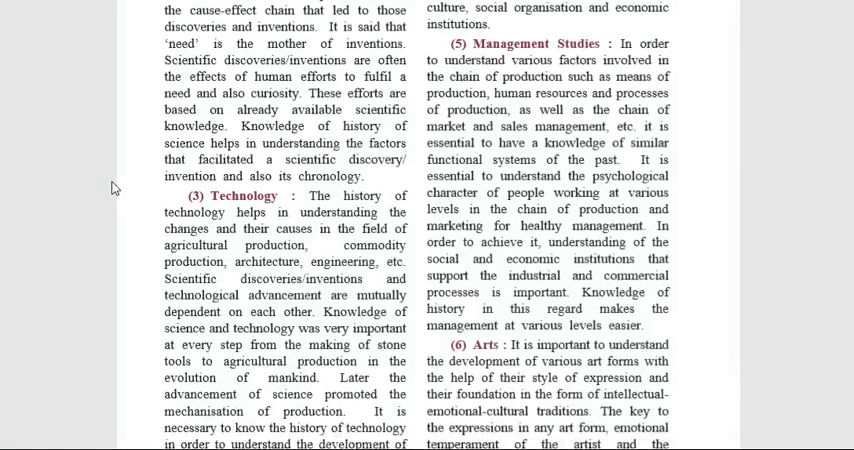 the cause-effect chain that led to those
discoveries and inventions. It is said that
‘need’ is the mother of inventions.
Scientific discoveries/inventions are often
the effects of human efforts to fulfil a
need and also curiosity. These efforts are
based on already available scientific
knowledge. Knowledge of history of
science helps in understanding the factors
that facilitated a scientific discovery/
invention and also its chronology.
(3) Technology : The history of
technology helps in understanding the
changes and their causes in the field of
agricultural production, commodity
production, architecture, engineering, etc.
Scientific discoveries/inventions and
technological advancement are mutually
dependent on each other. Knowledge of
science and technology was very important
at every step from the making of stone
tools to agricultural production in the
evolution of mankind. Later the
advancement of science promoted the
mechanisation of production. It is
necessary to know the history of technology
in order to understand the development of
culture, social organisation and economic
institutions.
(5) Management Studies : In order
to understand various factors involved in
the chain of production such as means of
production, human resources and processes
of production, as well as the chain of
market and sales management, etc. it is
essential to have a knowledge of similar
functional systems of the past. It is
essential to understand the psychological
character of people working at various
levels in the chain of production and
marketing for healthy management. In
order to achieve it, understanding of the
social and economic institutions that
support the industrial and commercial
processes is important. Knowledge of
history in this regard makes the
management at various levels easier.
(6) Arts : It is important to understand
the development of various art forms with
the help of their style of expression and
their foundation in the form of intellectual-
emotional-cultural traditions. The key to
the expressions in any art form, emotional
temperament of the artist and the